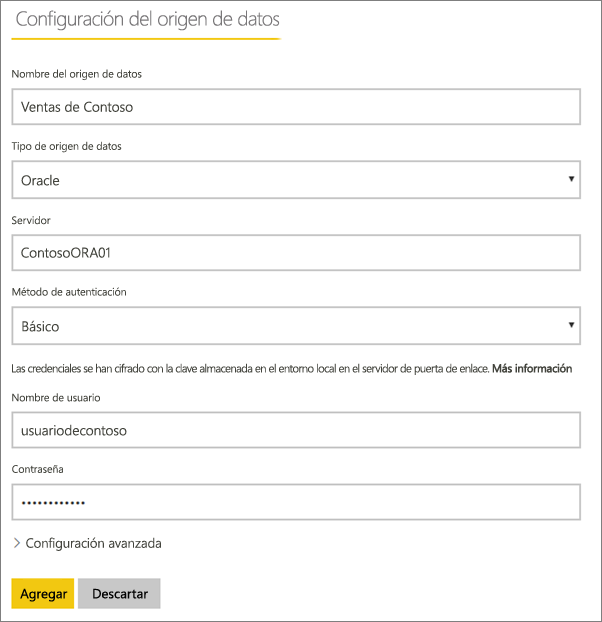 Configuración del origen de datos
Nombre del origen de datos
Ventas de Contoso
Tipo de origen de datos
Oracle
Servidor
ContosoORA01
Método de autenticación
Básico
Las credenciales se han cifrado con la clave almacenada en el entorno local en el servidor de puerta de enlace. Más información
Nombre de usuario
usuariodecontoso
Contraseña
••••••••••••
Configuración avanzada
Agregar Descartar